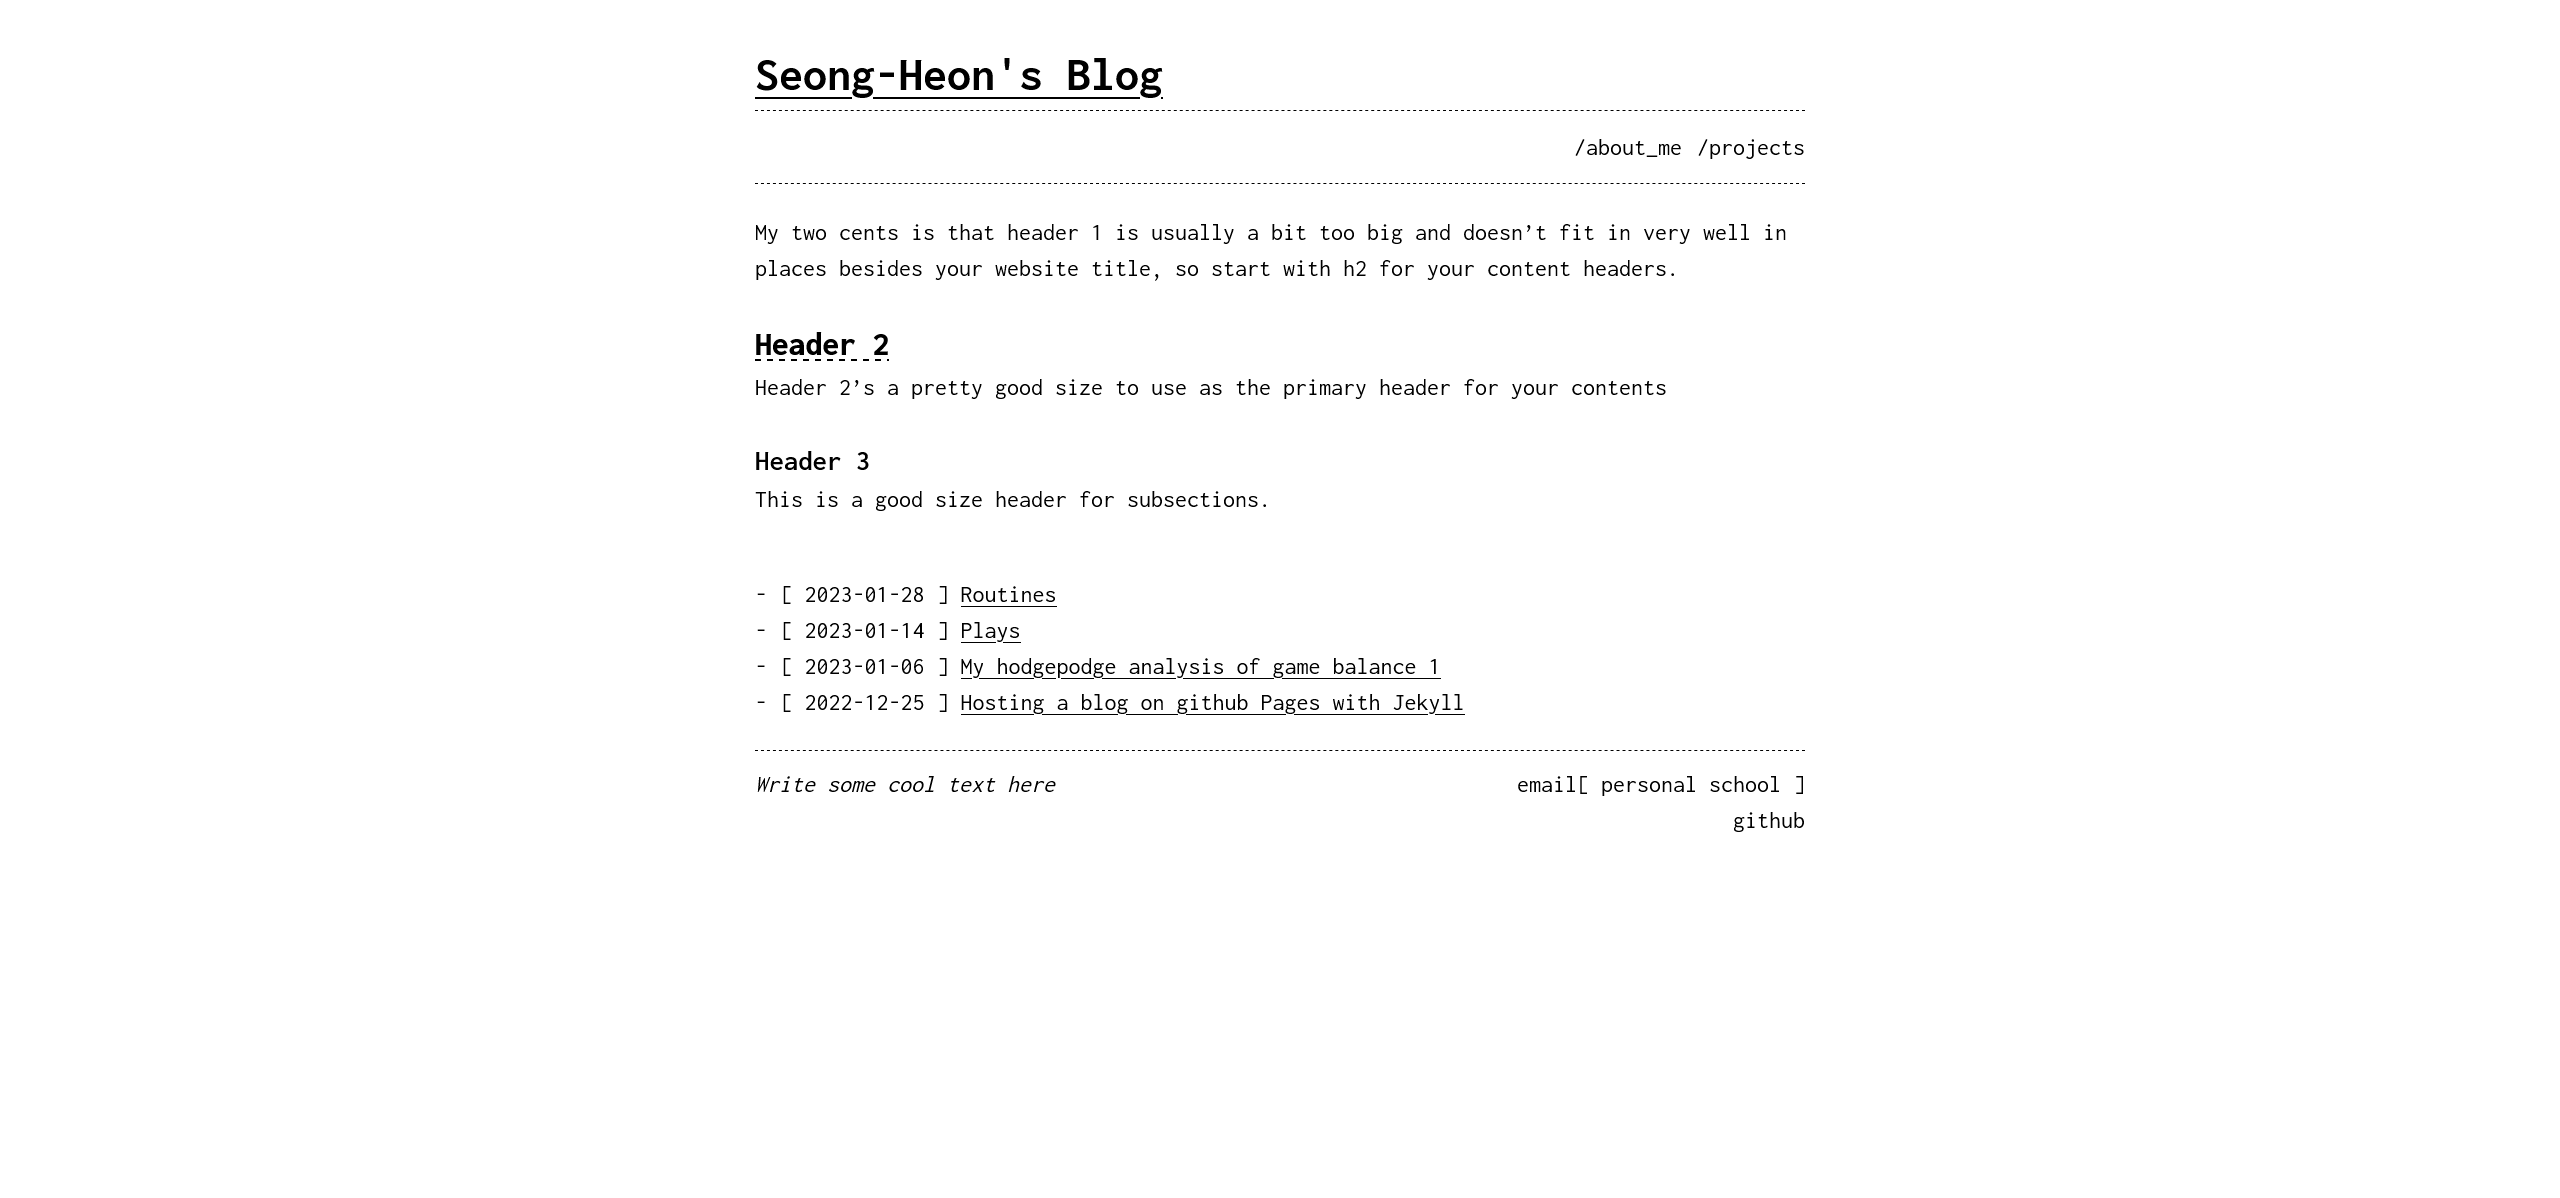 Seong-Heon's Blog
/about_me /projects
My two cents is that header 1 is usually a bit too big and doesn’t fit in very well in
places besides your website title, so start with h2 for your content headers.
Header 2
Header 2’s a pretty good size to use as the primary header for your contents
Header 3
This is a good size header for subsections.
- [ 2023-01-28 ] Routines
- [ 2023-01-14 ] Plays
- [ 2023-01-06 ] My hodgepodge analysis of game balance 1
- [ 2022-12-25 ] Hosting a blog on github Pages with Jekyll
Write some cool text here email[ personal school ]
github